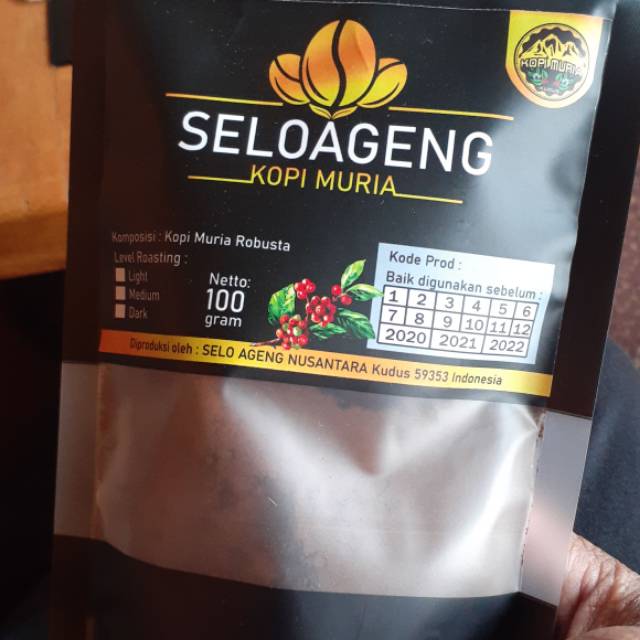 KOPI MURIA
SELOAGENG
KOPI MURIA
Komposisi : Kopi Muria Robusta
Level Roasting :
Light
Medium
Dark
Netto:
100
gram
Kode Prod :
Baik digunakan sebelum :
1 2 3 4 5 6
7 8 9 10 11 12
2020 2021 2022
Diproduksi oleh : SELO AGENG NUSANTARA Kudus 59353 Indonesia